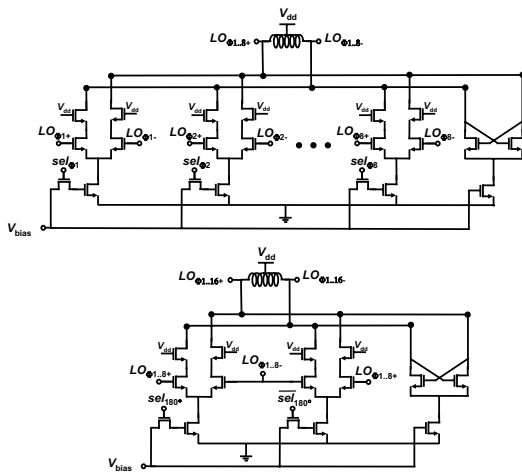 Vdd
LOΦ1..8+ LOΦ1..8-
Vdd Vdd Vdd Vdd Vdd Vdd
LOΦ1+ LOΦ1- LOΦ2+ LOΦ2- LOΦ8+ LOΦ8-
selΦ1 selΦ2 selΦ8
Vbias
Vdd
LOΦ1..16+ LOΦ1..16-
Vdd Vdd Vdd Vdd
LOΦ1..8+ LOΦ1..8- LOΦ1..8+
sel180° s̅e̅l̅180°
Vbias